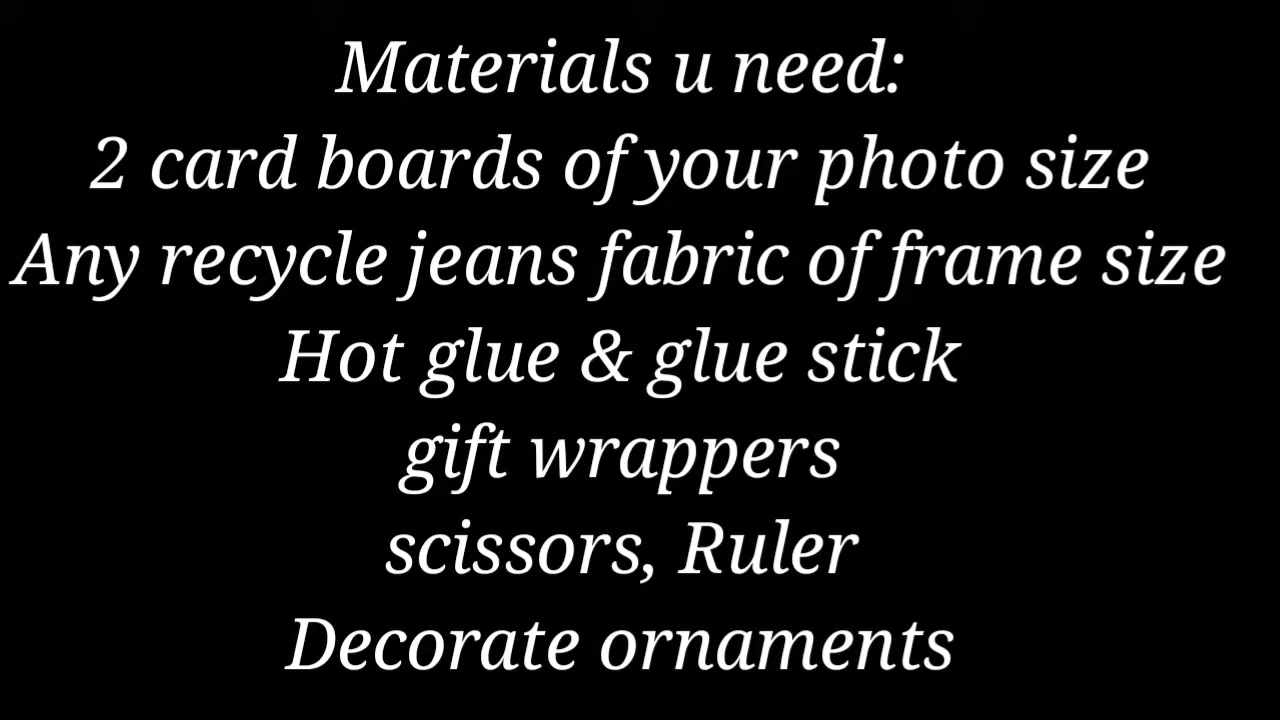 Materials u need:
2 card boards of your photo size
Any recycle jeans fabric of frame size
Hot glue & glue stick
gift wrappers
scissors, Ruler
Decorate ornaments